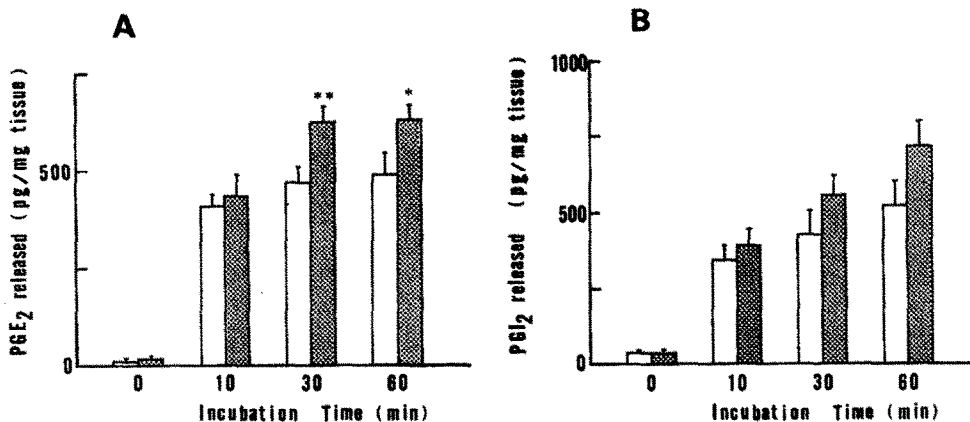 A
PGE2 released (pg/mg tissue)
500
0
** *
0 10 30 60
Incubation Time (min)
B
PGI2 released (pg/mg tissue)
1000
500
0
0 10 30 60
Incubation Time (min)